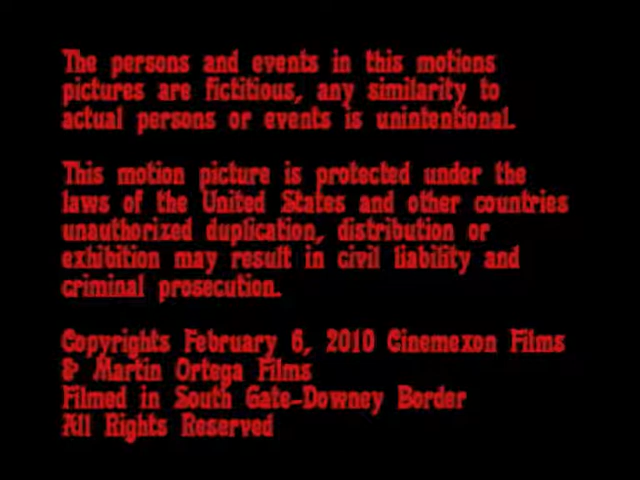 The persons and events in this motions
pictures are fictitious, any similarity to
actual persons or events is unintentional.
This motion picture is protected under the
laws of the United States and other countries
unauthorized duplication, distribution or
exhibition may result in civil liability and
criminal prosecution.
Copyrights February 6, 2010 Cinemexon Films
& Martin Ortega Films
Filmed in South Gate-Downey Border
All Rights Reserved